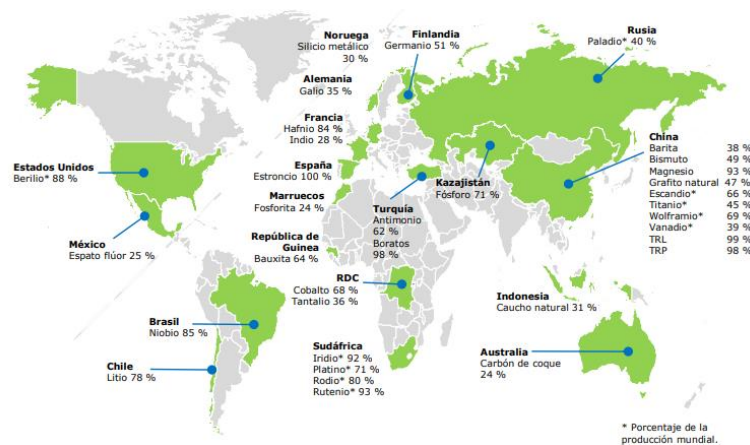 Noruega
Silicio metálico
30 %
Finlandia
Germanio 51 %
Rusia
Paladio* 40 %
Alemania
Galio 35 %
Francia
Hafnio 84 %
Indio 28 %
España
Estroncio 100 %
Marruecos
Fosforita 24 %
Estados Unidos
Berilio* 88 %
México
Espato flúor 25 %
República de
Guinea
Bauxita 64 %
Turquía
Antimonio
62 %
Boratos
98 %
Kazajistán
Fósforo 71 %
China
Barita 38 %
Bismuto 49 %
Magnesio 93 %
Grafito natural 47 %
Escandio* 66 %
Titanio* 45 %
Wolframio* 69 %
Vanadio* 39 %
TRL 99 %
TRP 98 %
RDC
Cobalto 68 %
Tantalio 36 %
Indonesia
Caucho natural 31 %
Brasil
Niobio 85 %
Chile
Litio 78 %
Sudáfrica
Iridio* 92 %
Platino* 71 %
Rodio* 80 %
Rutenio* 93 %
Australia
Carbón de coque
24 %
* Porcentaje de la
producción mundial.